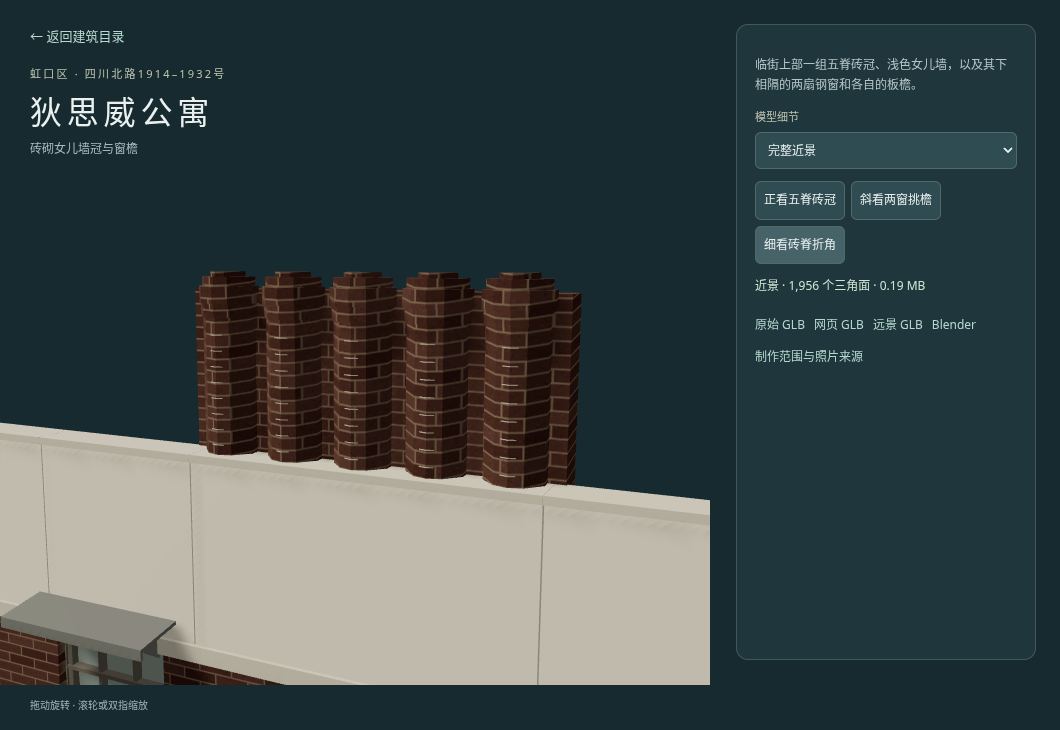 ← 返回建筑目录
虹口区 · 四川北路1914–1932号
狄思威公寓
砖砌女儿墙冠与窗檐
临街上部一组五脊砖冠、浅色女儿墙，以及其下
相隔的两扇钢窗和各自的板檐。
模型细节
完整近景
正看五脊砖冠 斜看两窗挑檐
细看砖脊折角
近景 · 1,956 个三角面 · 0.19 MB
原始 GLB 网页 GLB 远景 GLB Blender
制作范围与照片来源
拖动旋转 · 滚轮或双指缩放